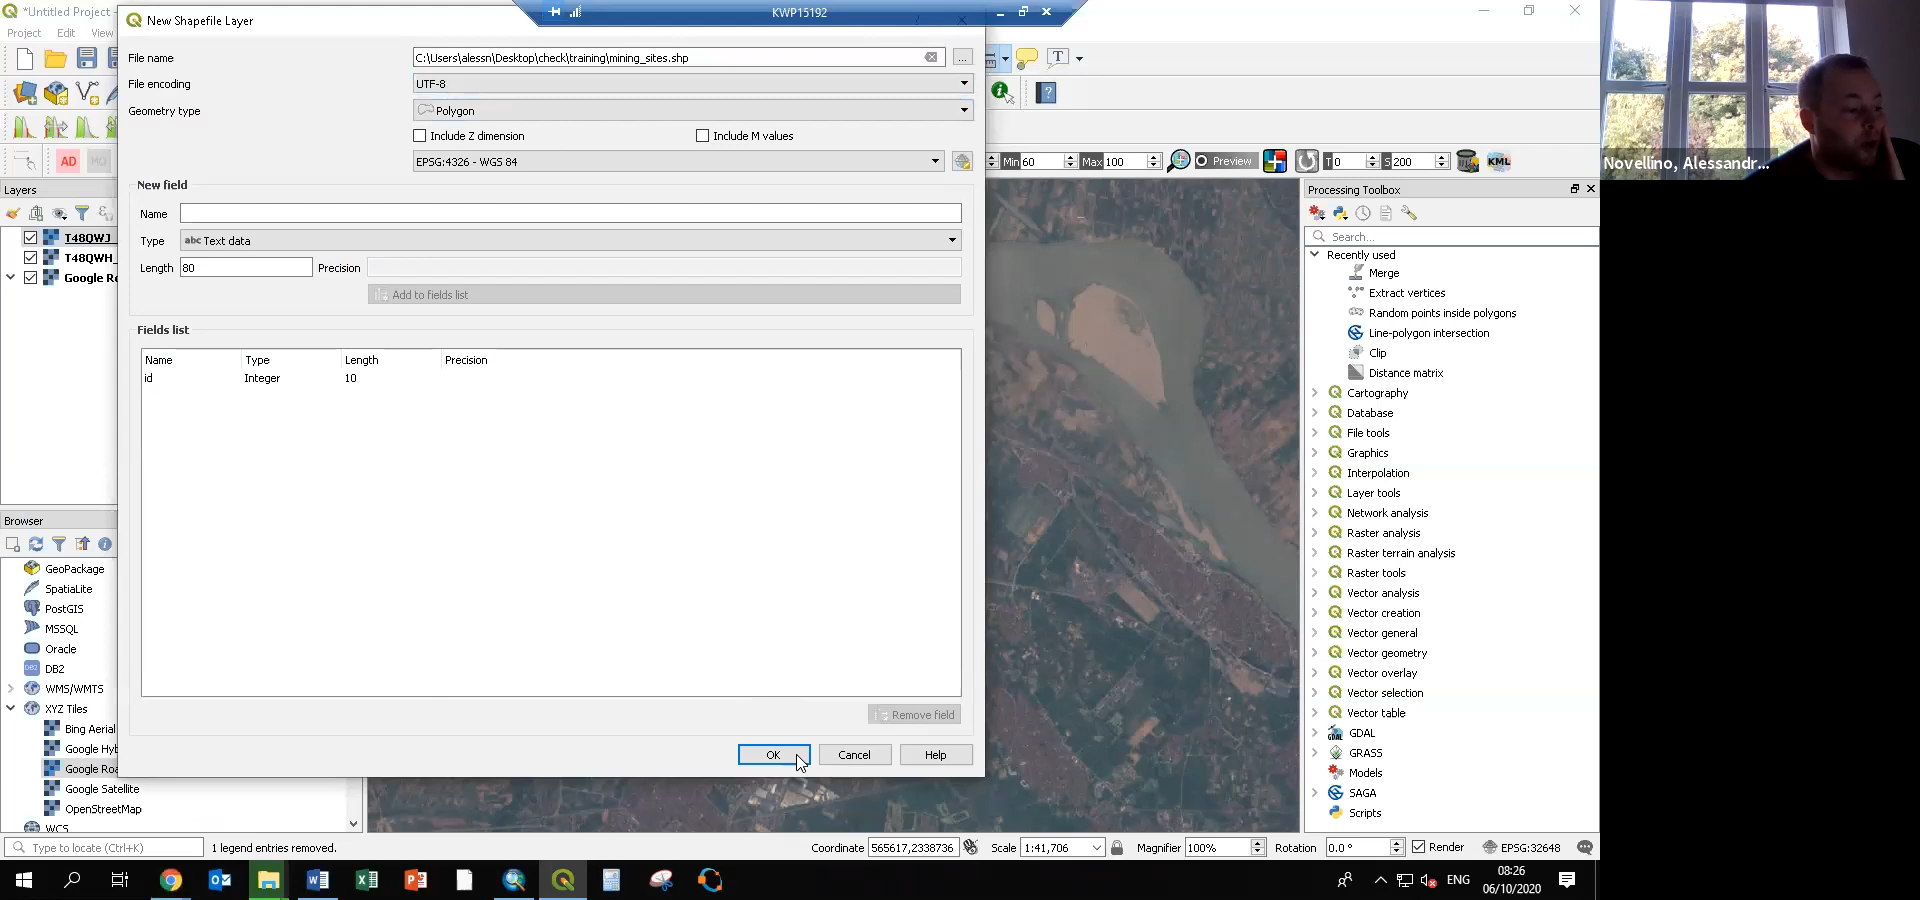 *Untitled Project -
New Shapefile Layer
KWP15192
Project Edit View
File name C:\Users\alessn\Desktop\check\training\mining_sites.shp ...
File encoding UTF-8
Geometry type Polygon
Include Z dimension Include M values
EPSG:4326 - WGS 84
AD
Min 60 Max 100 Preview T 0 S 200 KML
Novellino, Alessandr...
Layers
T48QWJ_
T48QWH_
Google Ro
New field
Name
Type abc Text data
Length 80 Precision
Add to fields list
Fields list
Name Type Length Precision
id Integer 10
Remove field
OK Cancel Help
Browser
GeoPackage
SpatiaLite
PostGIS
MSSQL
Oracle
DB2
WMS/WMTS
XYZ Tiles
Bing Aerial
Google Hyb
Google Roa
Google Satellite
OpenStreetMap
WCS
Processing Toolbox
Search...
Recently used
Merge
Extract vertices
Random points inside polygons
Line-polygon intersection
Clip
Distance matrix
Cartography
Database
File tools
Graphics
Interpolation
Layer tools
Network analysis
Raster analysis
Raster terrain analysis
Raster tools
Vector analysis
Vector creation
Vector general
Vector geometry
Vector overlay
Vector selection
Vector table
GDAL
GRASS
Models
SAGA
Scripts
Type to locate (Ctrl+K) 1 legend entries removed. Coordinate 565617,2338736 Scale 1:41,706 Magnifier 100% Rotation 0.0 ° Render EPSG:32648
ENG
08:26
06/10/2020